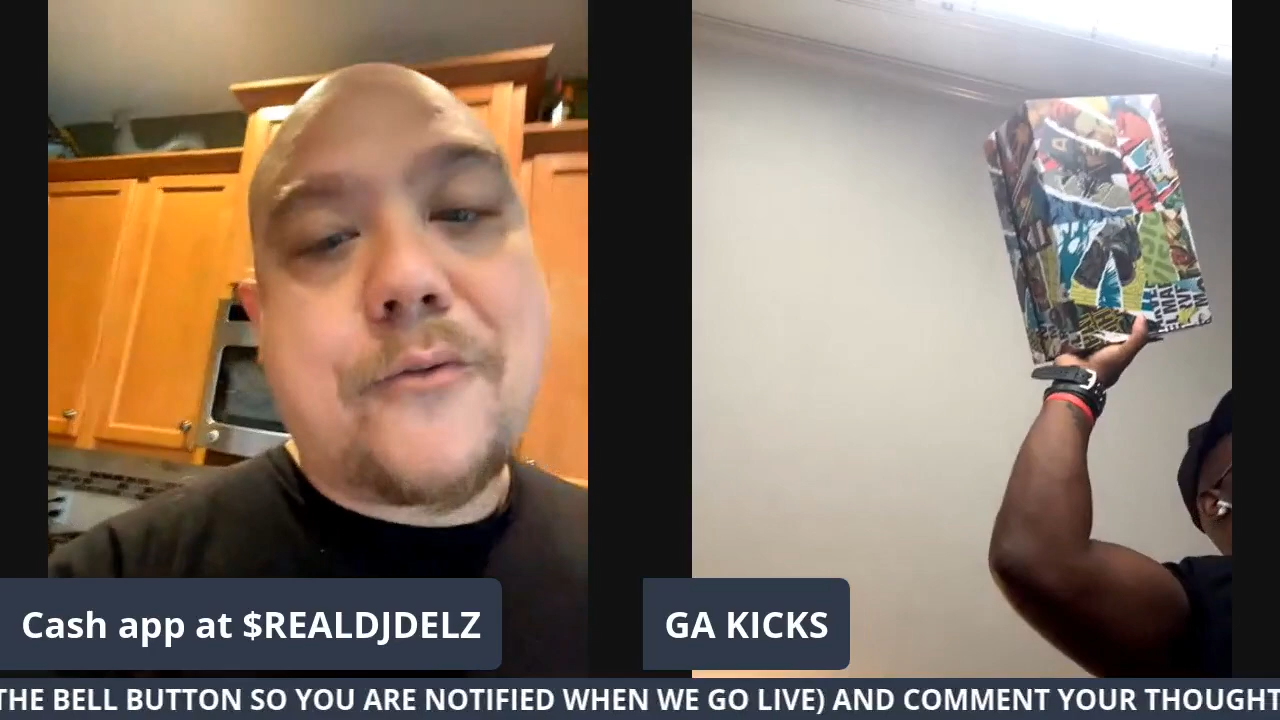 Cash app at $REALDJDELZ
GA KICKS
THE BELL BUTTON SO YOU ARE NOTIFIED WHEN WE GO LIVE) AND COMMENT YOUR THOUGHT